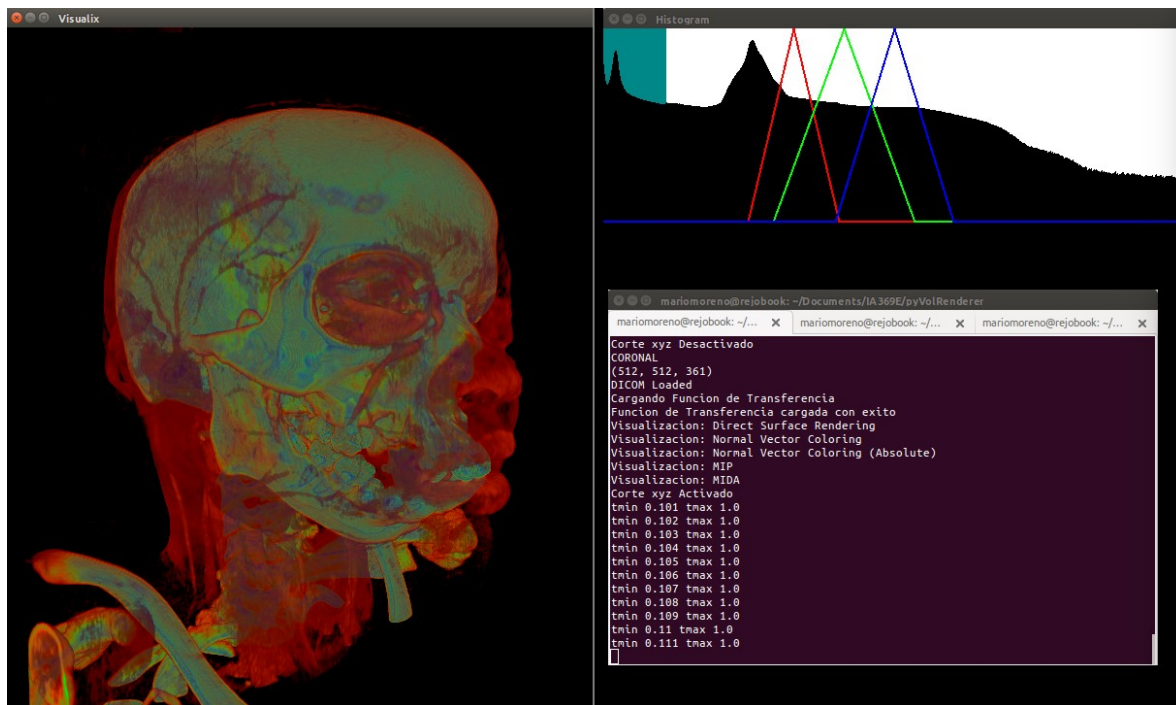 Visualix
Histogram
mariomoreno@rejobook: ~/Documents/IA369E/pyVolRenderer
mariomoreno@rejobook: ~/... mariomoreno@rejobook: ~/... mariomoreno@rejobook: ~/...
Corte xyz Desactivado
CORONAL
(512, 512, 361)
DICOM Loaded
Cargando Funcion de Transferencia
Funcion de Transferencia cargada con exito
Visualizacion: Direct Surface Rendering
Visualizacion: Normal Vector Coloring
Visualizacion: Normal Vector Coloring (Absolute)
Visualizacion: MIP
Visualizacion: MIDA
Corte xyz Activado
tmin 0.101 tmax 1.0
tmin 0.102 tmax 1.0
tmin 0.103 tmax 1.0
tmin 0.104 tmax 1.0
tmin 0.105 tmax 1.0
tmin 0.106 tmax 1.0
tmin 0.107 tmax 1.0
tmin 0.108 tmax 1.0
tmin 0.109 tmax 1.0
tmin 0.11 tmax 1.0
tmin 0.111 tmax 1.0